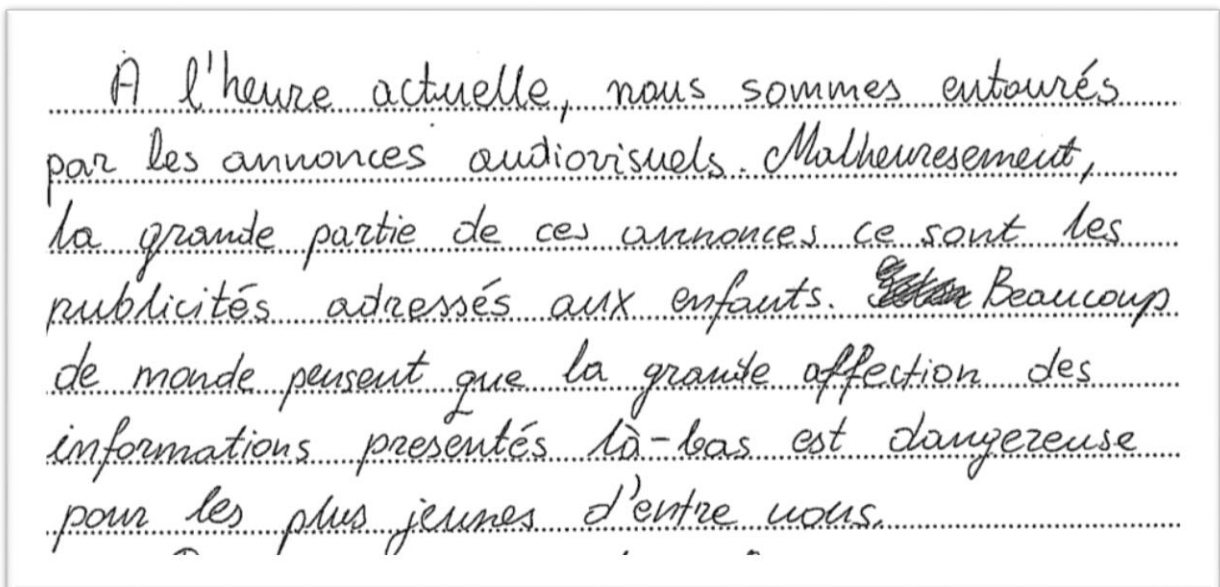 A l'heure actuelle, nous sommes entourés
par les annonces audiovisuels. Malheuresement,
la grande partie de ces annonces ce sont les
publicités adressés aux enfants. Beaucoup
de monde pensent que la grande affection des
informations presentés là-bas est dangereuse
pour les plus jeunes d'entre nous.